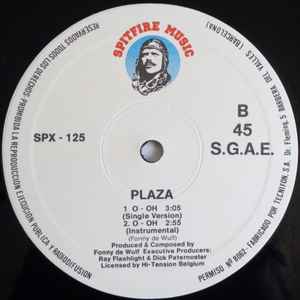 SPITFIRE MUSIC
RESERVADOS TODOS LOS DERECHOS PROHIBIDA LA REPRODUCCION EJECUCION PUBLICA Y RADIODIFUSION
PERMISO Nº 8062 - FABRICADO POR TECNITON, S.A. Dr. Fleming, 5 BARBERA DEL VALLES (BARCELONA)
SPX - 125
B
45
S.G.A.E.
PLAZA
1. O - OH 3:05
(Single Version)
2. O - OH 2:55
(Instrumental)
(Fonny de Wulf)
Produced & Composed by
Fonny de Wulf Executive Producers;
Ray Flashlight & Dick Paternoster
Licensed by Hi-Tension Belgium